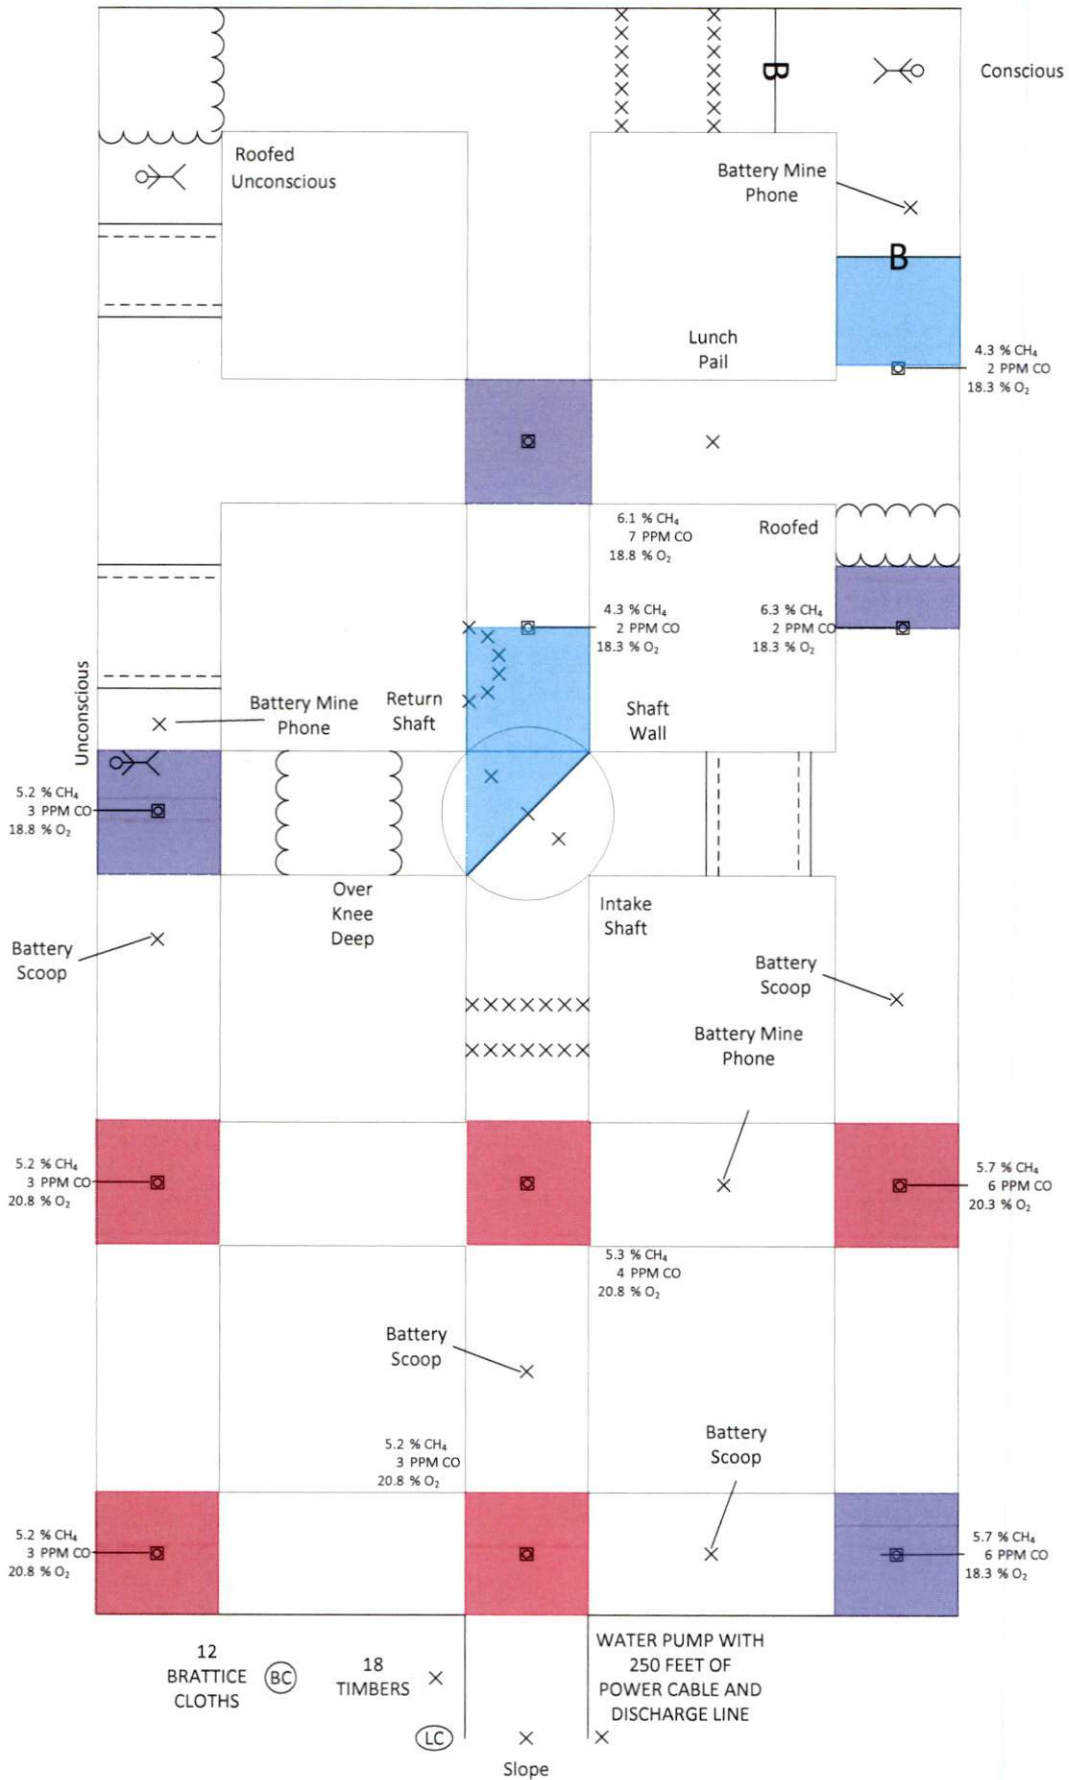 Conscious
B
Roofed
Unconscious
Battery Mine
Phone
B
Lunch
Pail
4.3 % CH₄
2 PPM CO
18.3 % O₂
6.1 % CH₄
7 PPM CO
18.8 % O₂
Roofed
4.3 % CH₄
2 PPM CO
18.3 % O₂
6.3 % CH₄
2 PPM CO
18.3 % O₂
Unconscious
Battery Mine
Phone
Return
Shaft
Shaft
Wall
5.2 % CH₄
3 PPM CO
18.8 % O₂
Over
Knee
Deep
Intake
Shaft
Battery
Scoop
Battery
Scoop
Battery Mine
Phone
5.2 % CH₄
3 PPM CO
20.8 % O₂
5.7 % CH₄
6 PPM CO
20.3 % O₂
5.3 % CH₄
4 PPM CO
20.8 % O₂
Battery
Scoop
5.2 % CH₄
3 PPM CO
20.8 % O₂
Battery
Scoop
5.2 % CH₄
3 PPM CO
20.8 % O₂
5.7 % CH₄
6 PPM CO
18.3 % O₂
12
BRATTICE
CLOTHS
BC
18
TIMBERS
WATER PUMP WITH
250 FEET OF
POWER CABLE AND
DISCHARGE LINE
LC
Slope